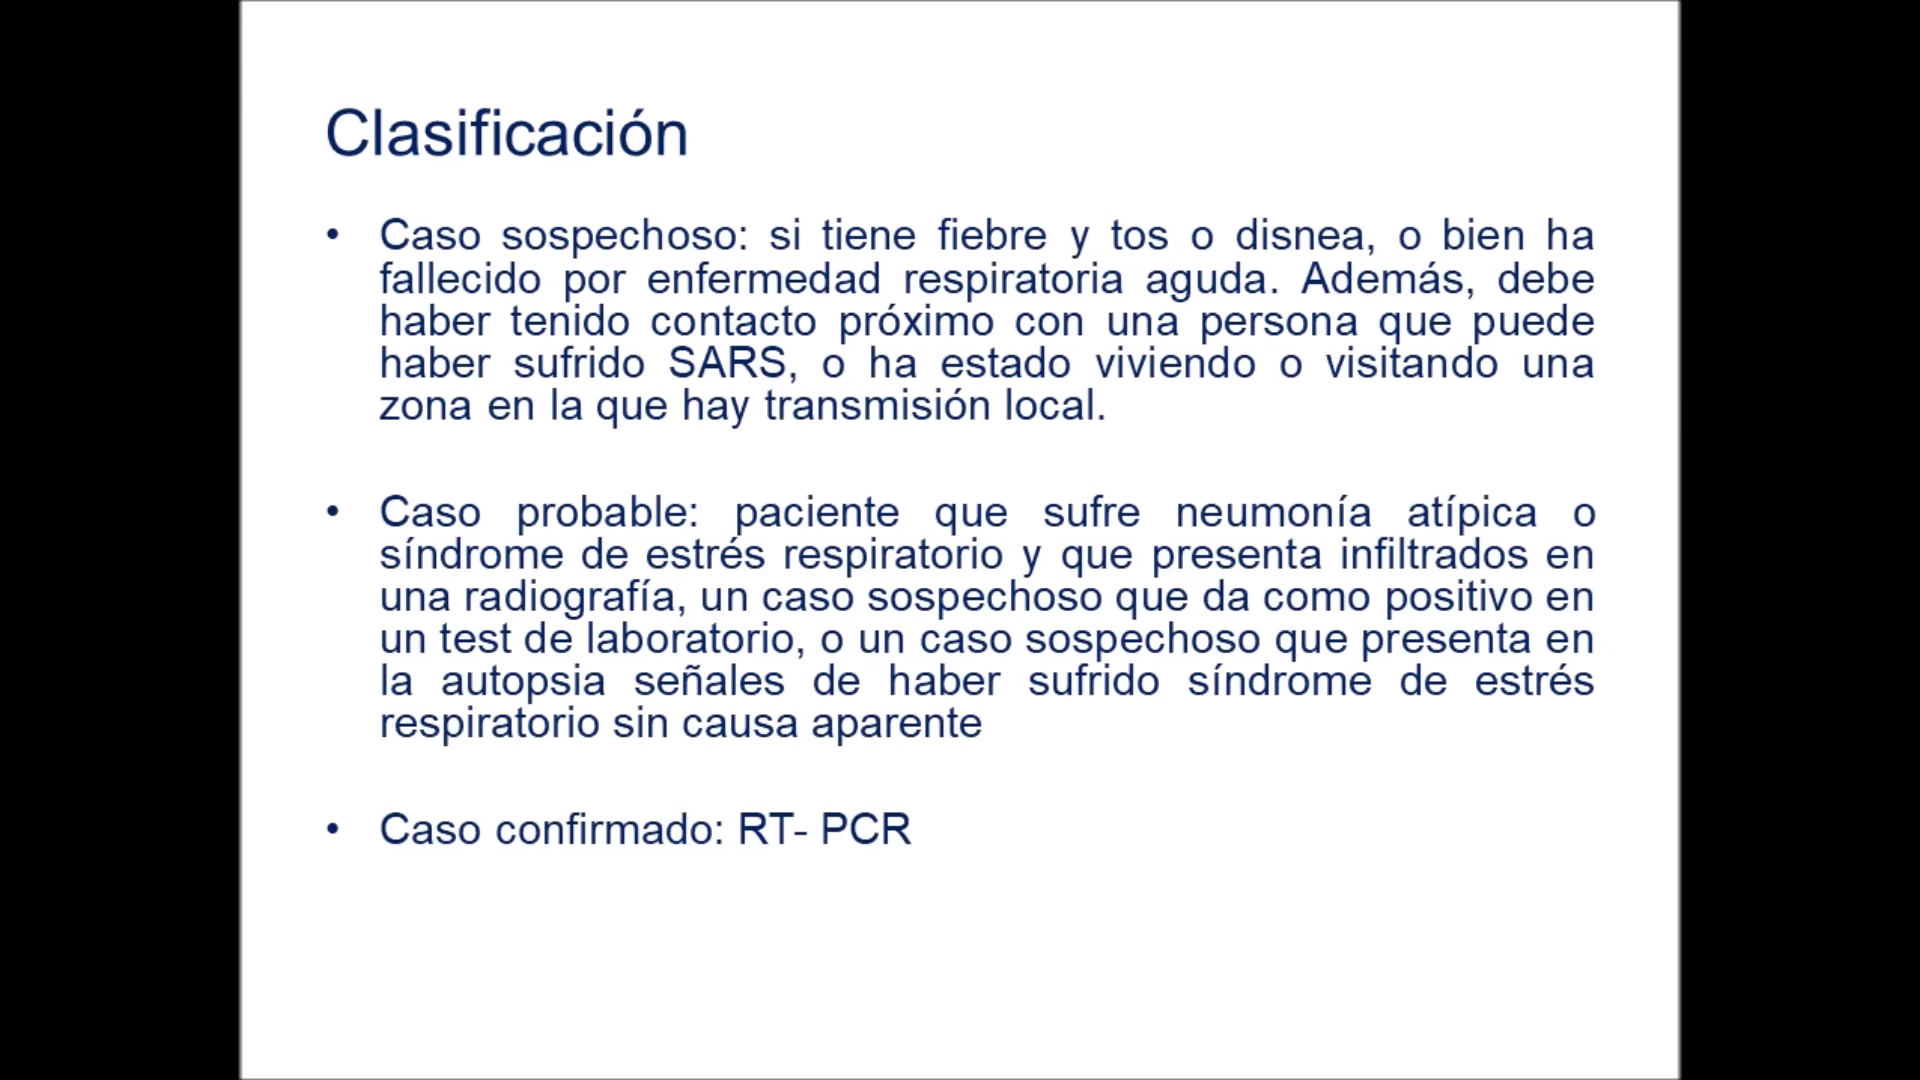 Clasificación
• Caso sospechoso: si tiene fiebre y tos o disnea, o bien ha
fallecido por enfermedad respiratoria aguda. Además, debe
haber tenido contacto próximo con una persona que puede
haber sufrido SARS, o ha estado viviendo o visitando una
zona en la que hay transmisión local.
• Caso probable: paciente que sufre neumonía atípica o
síndrome de estrés respiratorio y que presenta infiltrados en
una radiografía, un caso sospechoso que da como positivo en
un test de laboratorio, o un caso sospechoso que presenta en
la autopsia señales de haber sufrido síndrome de estrés
respiratorio sin causa aparente
• Caso confirmado: RT- PCR